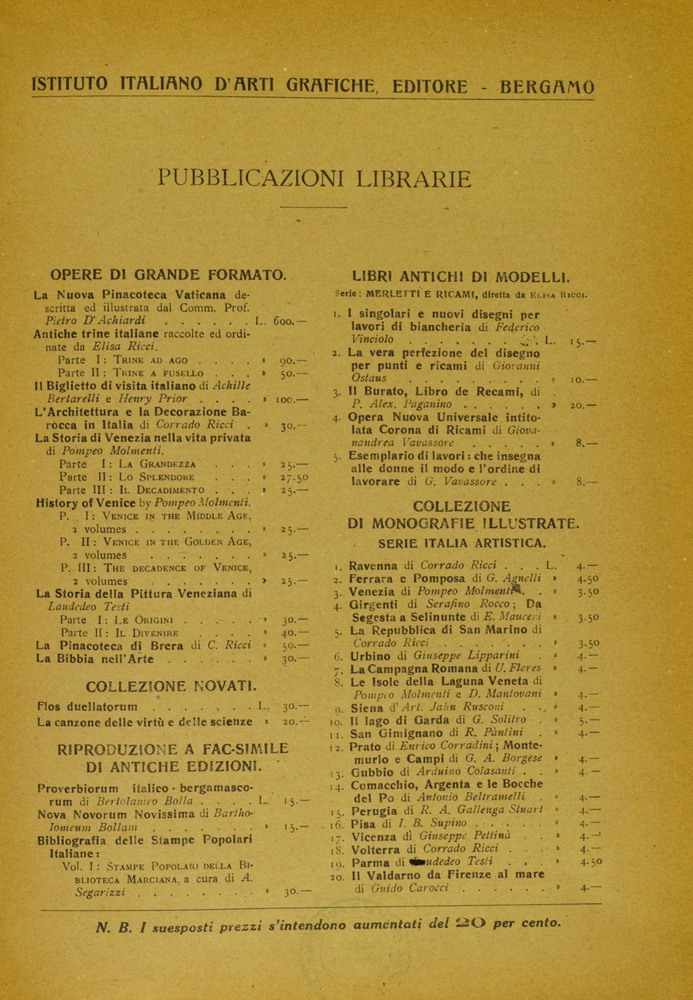 ISTITUTO ITALIANO D'ARTI GRAFICHE, EDITORE - BERGAMO
PUBBLICAZIONI LIBRARIE
OPERE DI GRANDE FORMATO.
La Nuova Pinacoteca Vaticana de-
scritta ed illustrata dal Comm. Prof.
Pietro D'Achiardi . . . . . . L. 600.—
Antiche trine italiane raccolte ed ordi-
nate da Elisa Ricci.
Parte I: TRINE AD AGO . . . . » 90.—
Parte II: TRINE A FUSELLO . . . » 50.—
Il Biglietto di visita italiano di Achille
Bertarelli e Henry Prior . . . . » 100.—
L'Architettura e la Decorazione Ba-
rocca in Italia di Corrado Ricci . » 30.—
La Storia di Venezia nella vita privata
di Pompeo Molmenti.
Parte I: LA GRANDEZZA . . . » 25.—
Parte II: LO SPLENDORE . . . » 27.50
Parte III: IL DECADIMENTO . . . » 25.—
History of Venice by Pompeo Molmenti.
P. I: VENICE IN THE MIDDLE AGE,
2 volumes . . . . . . . » 25.—
P. II: VENICE IN THE GOLDEN AGE,
2 volumes . . . . . . . » 25.—
P. III: THE DECADENCE OF VENICE,
2 volumes . . . . . . . » 25.—
La Storia della Pittura Veneziana di
Laudedeo Testi
Parte I: LE ORIGINI . . . . . » 30.—
Parte II: IL DIVENIRE . . . . » 40.—
La Pinacoteca di Brera di C. Ricci » 50.—
La Bibbia nell'Arte . . . . . » 30.—
COLLEZIONE NOVATI.
Flos duellatorum . . . . . . L. 30.—
La canzone delle virtù e delle scienze » 20.—
RIPRODUZIONE A FAC-SIMILE
DI ANTICHE EDIZIONI.
Proverbiorum italico-bergamasco-
rum di Bertolameo Bolla . . . . L. 15.—
Nova Novorum Novissima di Bartho-
lomeum Bollam . . . . . . » 15.—
Bibliografia delle Stampe Popolari
Italiane:
Vol. I: STAMPE POPOLARI DELLA BI-
BLIOTECA MARCIANA, a cura di A.
Segarizzi . . . . . . . . » 30.—
LIBRI ANTICHI DI MODELLI.
Serie: MERLETTI E RICAMI, diretta da ELISA RICCI.
1. I singolari e nuovi disegni per
lavori di biancheria di Federico
Vinciolo . . . . . . . . L. 15.—
2. La vera perfezione del disegno
per punti e ricami di Giovanni
Ostaus . . . . . . . . » 10.—
3. Il Burato, Libro de Recami, di
P. Alex. Paganino . . . . . » 20.—
4. Opera Nuova Universale intito-
lata Corona di Ricami di Giova-
nandrea Vavassore . . . . . » 8.—
5. Esemplario di lavori: che insegna
alle donne il modo e l'ordine di
lavorare di G. Vavassore . . . » 8.—
COLLEZIONE
DI MONOGRAFIE ILLUSTRATE.
SERIE ITALIA ARTISTICA.
1. Ravenna di Corrado Ricci . . . L. 4.—
2. Ferrara e Pomposa di G. Agnelli » 4.50
3. Venezia di Pompeo Molmenti . » 3.50
4. Girgenti di Serafino Rocco; Da
Segesta a Selinunte di E. Mauceri » 3.50
5. La Repubblica di San Marino di
Corrado Ricci . . . . . . » 3.50
6. Urbino di Giuseppe Lipparini . » 4.—
7. La Campagna Romana di U. Fleres » 4.—
8. Le Isole della Laguna Veneta di
Pompeo Molmenti e D. Mantovani » 4.—
9. Siena d'Art. Jahn Rusconi . . . » 4.—
10. Il lago di Garda di G. Solitro . » 5.—
11. San Gimignano di R. Pàntini . » 4.—
12. Prato di Enrico Corradini; Monte-
murlo e Campi di G. A. Borgese » 4.—
13. Gubbio di Arduino Colasanti . . » 4.—
14. Comacchio, Argenta e le Bocche
del Po di Antonio Beltramelli . » 4.—
15. Perugia di R. A. Gallenga Stuart » 4.—
16. Pisa di I. B. Supino . . . . » 4.—
17. Vicenza di Giuseppe Pettinà . . » 4.—
18. Volterra di Corrado Ricci . . . » 4.—
19. Parma di Laudedeo Testi . . . » 4.50
20. Il Valdarno da Firenze al mare
di Guido Carocci . . . . . . » 4.—
N. B. I suesposti prezzi s'intendono aumentati del 20 per cento.